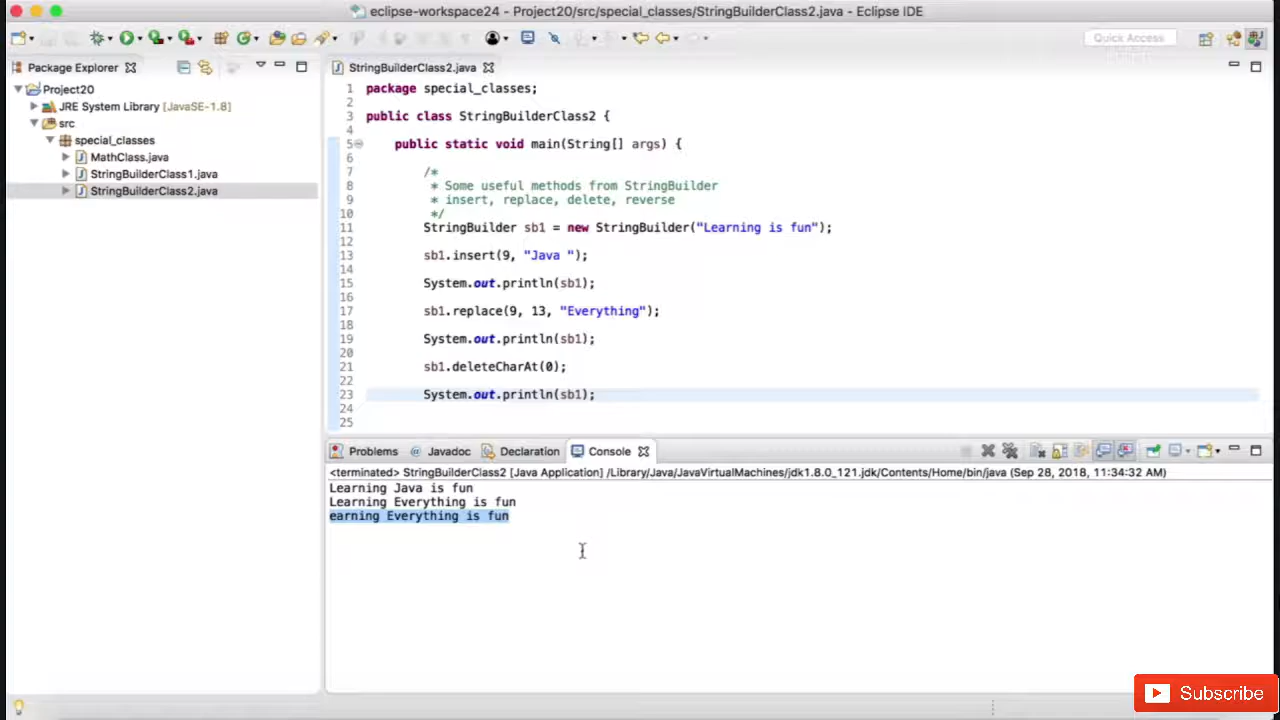 eclipse-workspace24 - Project20/src/special_classes/StringBuilderClass2.java - Eclipse IDE
Quick Access
Package Explorer
StringBuilderClass2.java
Project20
JRE System Library [JavaSE-1.8]
src
special_classes
MathClass.java
StringBuilderClass1.java
StringBuilderClass2.java
1 package special_classes;
2
3 public class StringBuilderClass2 {
4
5 public static void main(String[] args) {
6
7 /*
8 * Some useful methods from StringBuilder
9 * insert, replace, delete, reverse
10 */
11 StringBuilder sb1 = new StringBuilder("Learning is fun");
12
13 sb1.insert(9, "Java ");
14
15 System.out.println(sb1);
16
17 sb1.replace(9, 13, "Everything");
18
19 System.out.println(sb1);
20
21 sb1.deleteCharAt(0);
22
23 System.out.println(sb1);
24
25
Problems @ Javadoc Declaration Console
<terminated> StringBuilderClass2 [Java Application] /Library/Java/JavaVirtualMachines/jdk1.8.0_121.jdk/Contents/Home/bin/java (Sep 28, 2018, 11:34:32 AM)
Learning Java is fun
Learning Everything is fun
earning Everything is fun
Subscribe